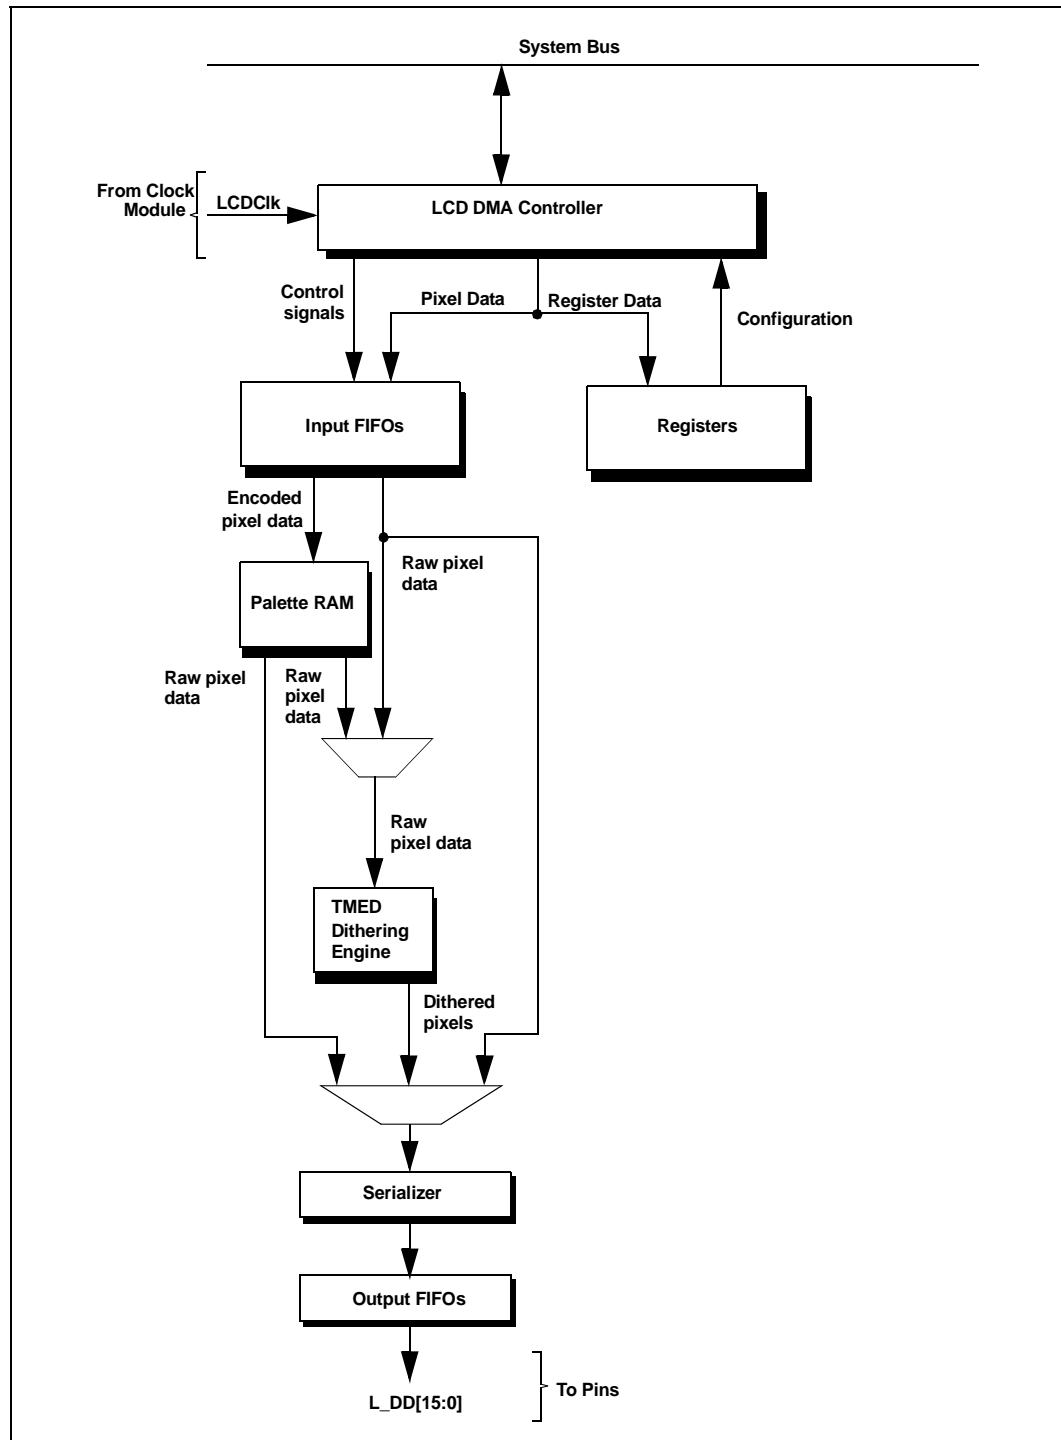 System Bus
From Clock
Module
LCDClk
LCD DMA Controller
Control
signals
Pixel Data
Register Data
Configuration
Input FIFOs
Registers
Encoded
pixel data
Raw pixel
data
Palette RAM
Raw pixel
data
Raw
pixel
data
Raw
pixel data
TMED
Dithering
Engine
Dithered
pixels
Serializer
Output FIFOs
L_DD[15:0]
To Pins